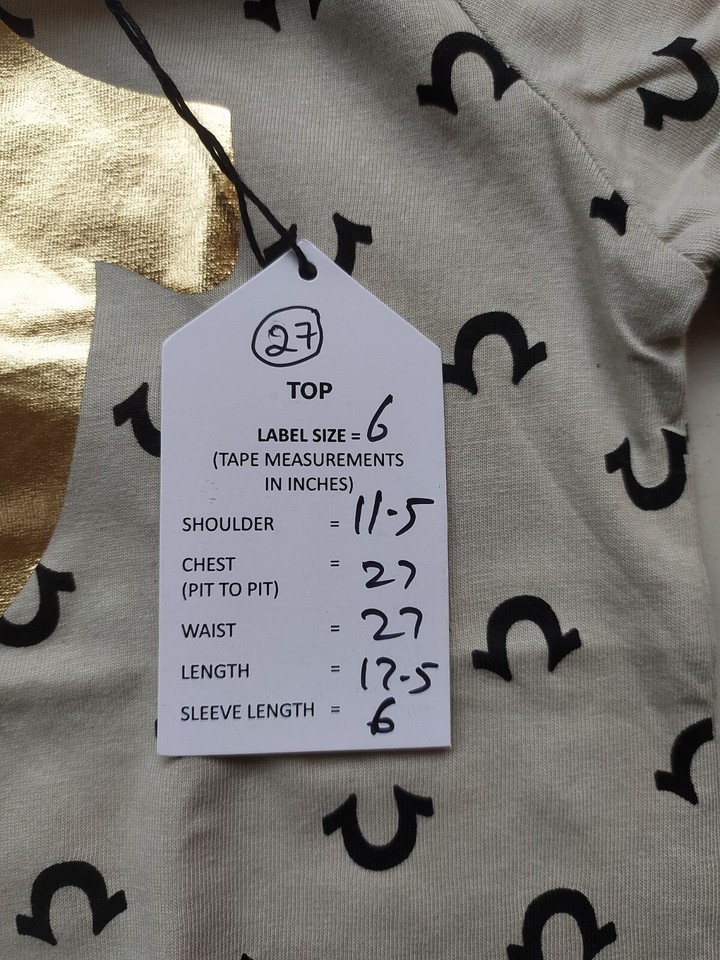 27
TOP
LABEL SIZE = 6
(TAPE MEASUREMENTS
IN INCHES)
SHOULDER = 11-5
CHEST = 27
(PIT TO PIT)
WAIST = 27
LENGTH = 17-5
SLEEVE LENGTH = 6